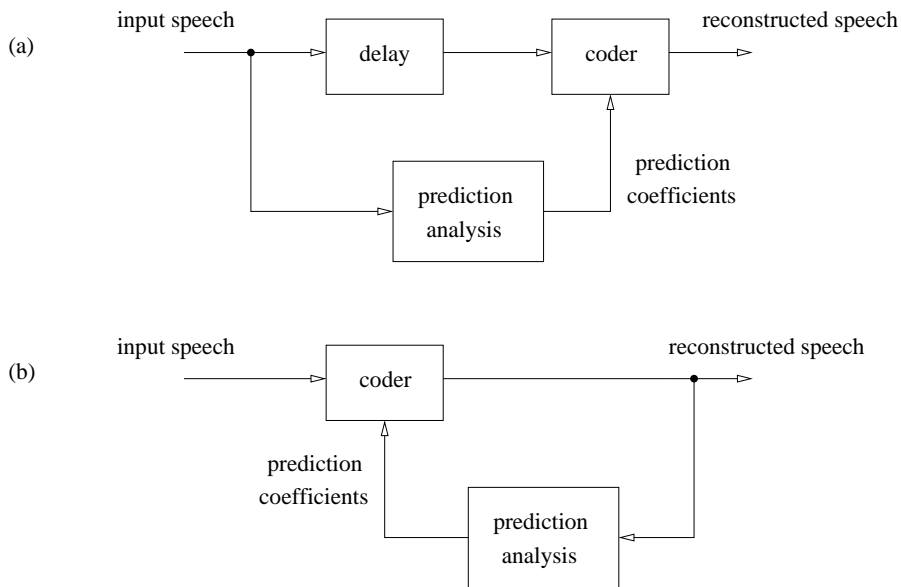 input speech
reconstructed speech
(a)
delay
coder
prediction
coefficients
prediction
analysis
input speech
reconstructed speech
(b)
coder
prediction
coefficients
prediction
analysis